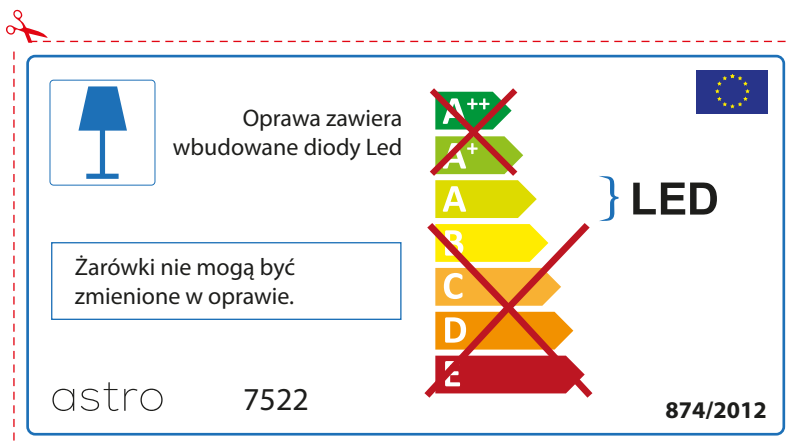 Oprawa zawiera
wbudowane diody Led
A++
A+
A
LED
B
Żarówki nie mogą być
zmienione w oprawie.
C
D
E
astro
7522
874/2012